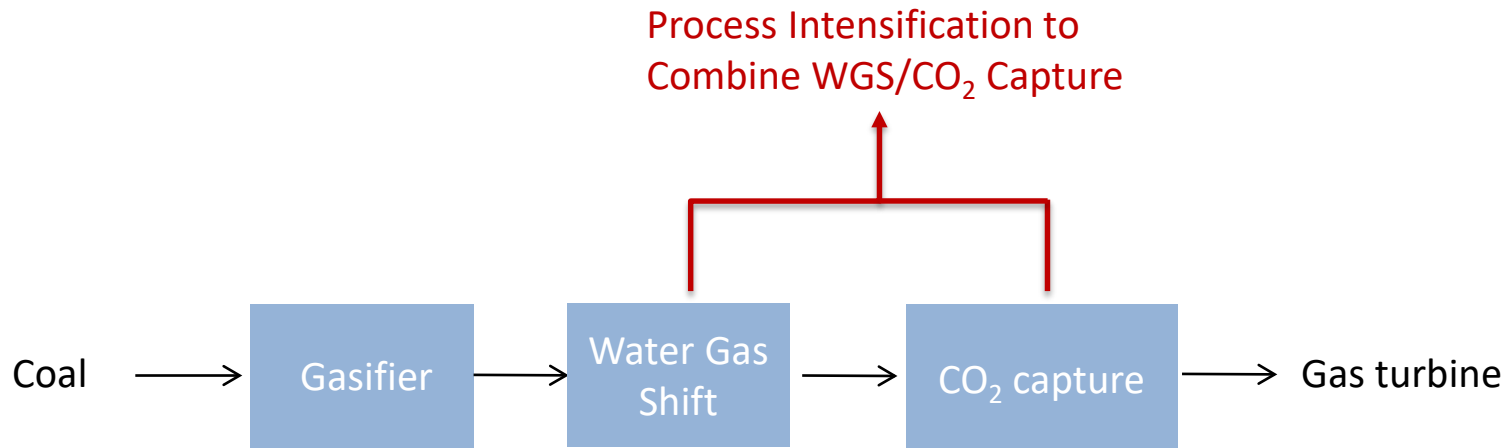 Process Intensification to
Combine WGS/CO₂ Capture
Coal
Gasifier
Water Gas
Shift
CO₂ capture
Gas turbine